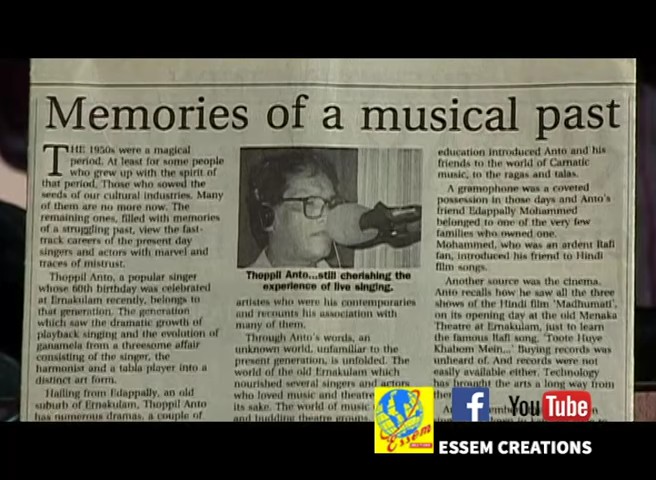 Memories of a musical past
THE 1950s were a magical
period. At least for some people
who grew up with the spirit of
that period. Those who sowed the
seeds of our cultural industries. Many
of them are no more now. The
remaining ones, filled with memories
of a struggling past, view the fast-
track careers of the present day
singers and actors with marvel and
traces of mistrust.
Thoppil Anto, a popular singer
whose 60th birthday was celebrated
at Ernakulam recently, belongs to
that generation. The generation
which saw the dramatic growth of
playback singing and the evolution of
ganamela from a threesome affair
consisting of the singer, the
harmonist and a tabla player into a
distinct art form.
Hailing from Edappally, an old
suburb of Ernakulam, Thoppil Anto
has numerous dramas, a couple of
Thoppil Anto...still cherishing the
experience of live singing.
artistes who were his contemporaries
and recounts his association with
many of them.
Through Anto's words, an
unknown world, unfamiliar to the
present generation, is unfolded. The
world of the old Ernakulam which
nourished several singers and actors
who loved music and theatre
its sake. The world of music
and budding theatre groups
education introduced Anto and his
friends to the world of Carnatic
music, to the ragas and talas.
A gramophone was a coveted
possession in those days and Anto's
friend Edappally Mohammed
belonged to one of the very few
families who owned one.
Mohammed, who was an ardent Rafi
fan, introduced his friend to Hindi
film songs.
Another source was the cinema.
Anto recalls how he saw all the three
shows of the Hindi film 'Madhumati',
on its opening day at the old Menaka
Theatre at Ernakulam, just to learn
the famous Rafi song, 'Toote Huye
Khabom Mein...' Buying records was
unheard of. And records were not
easily available either. Technology
has brought the arts a long way from
Essem
f
YouTube
ESSEM CREATIONS